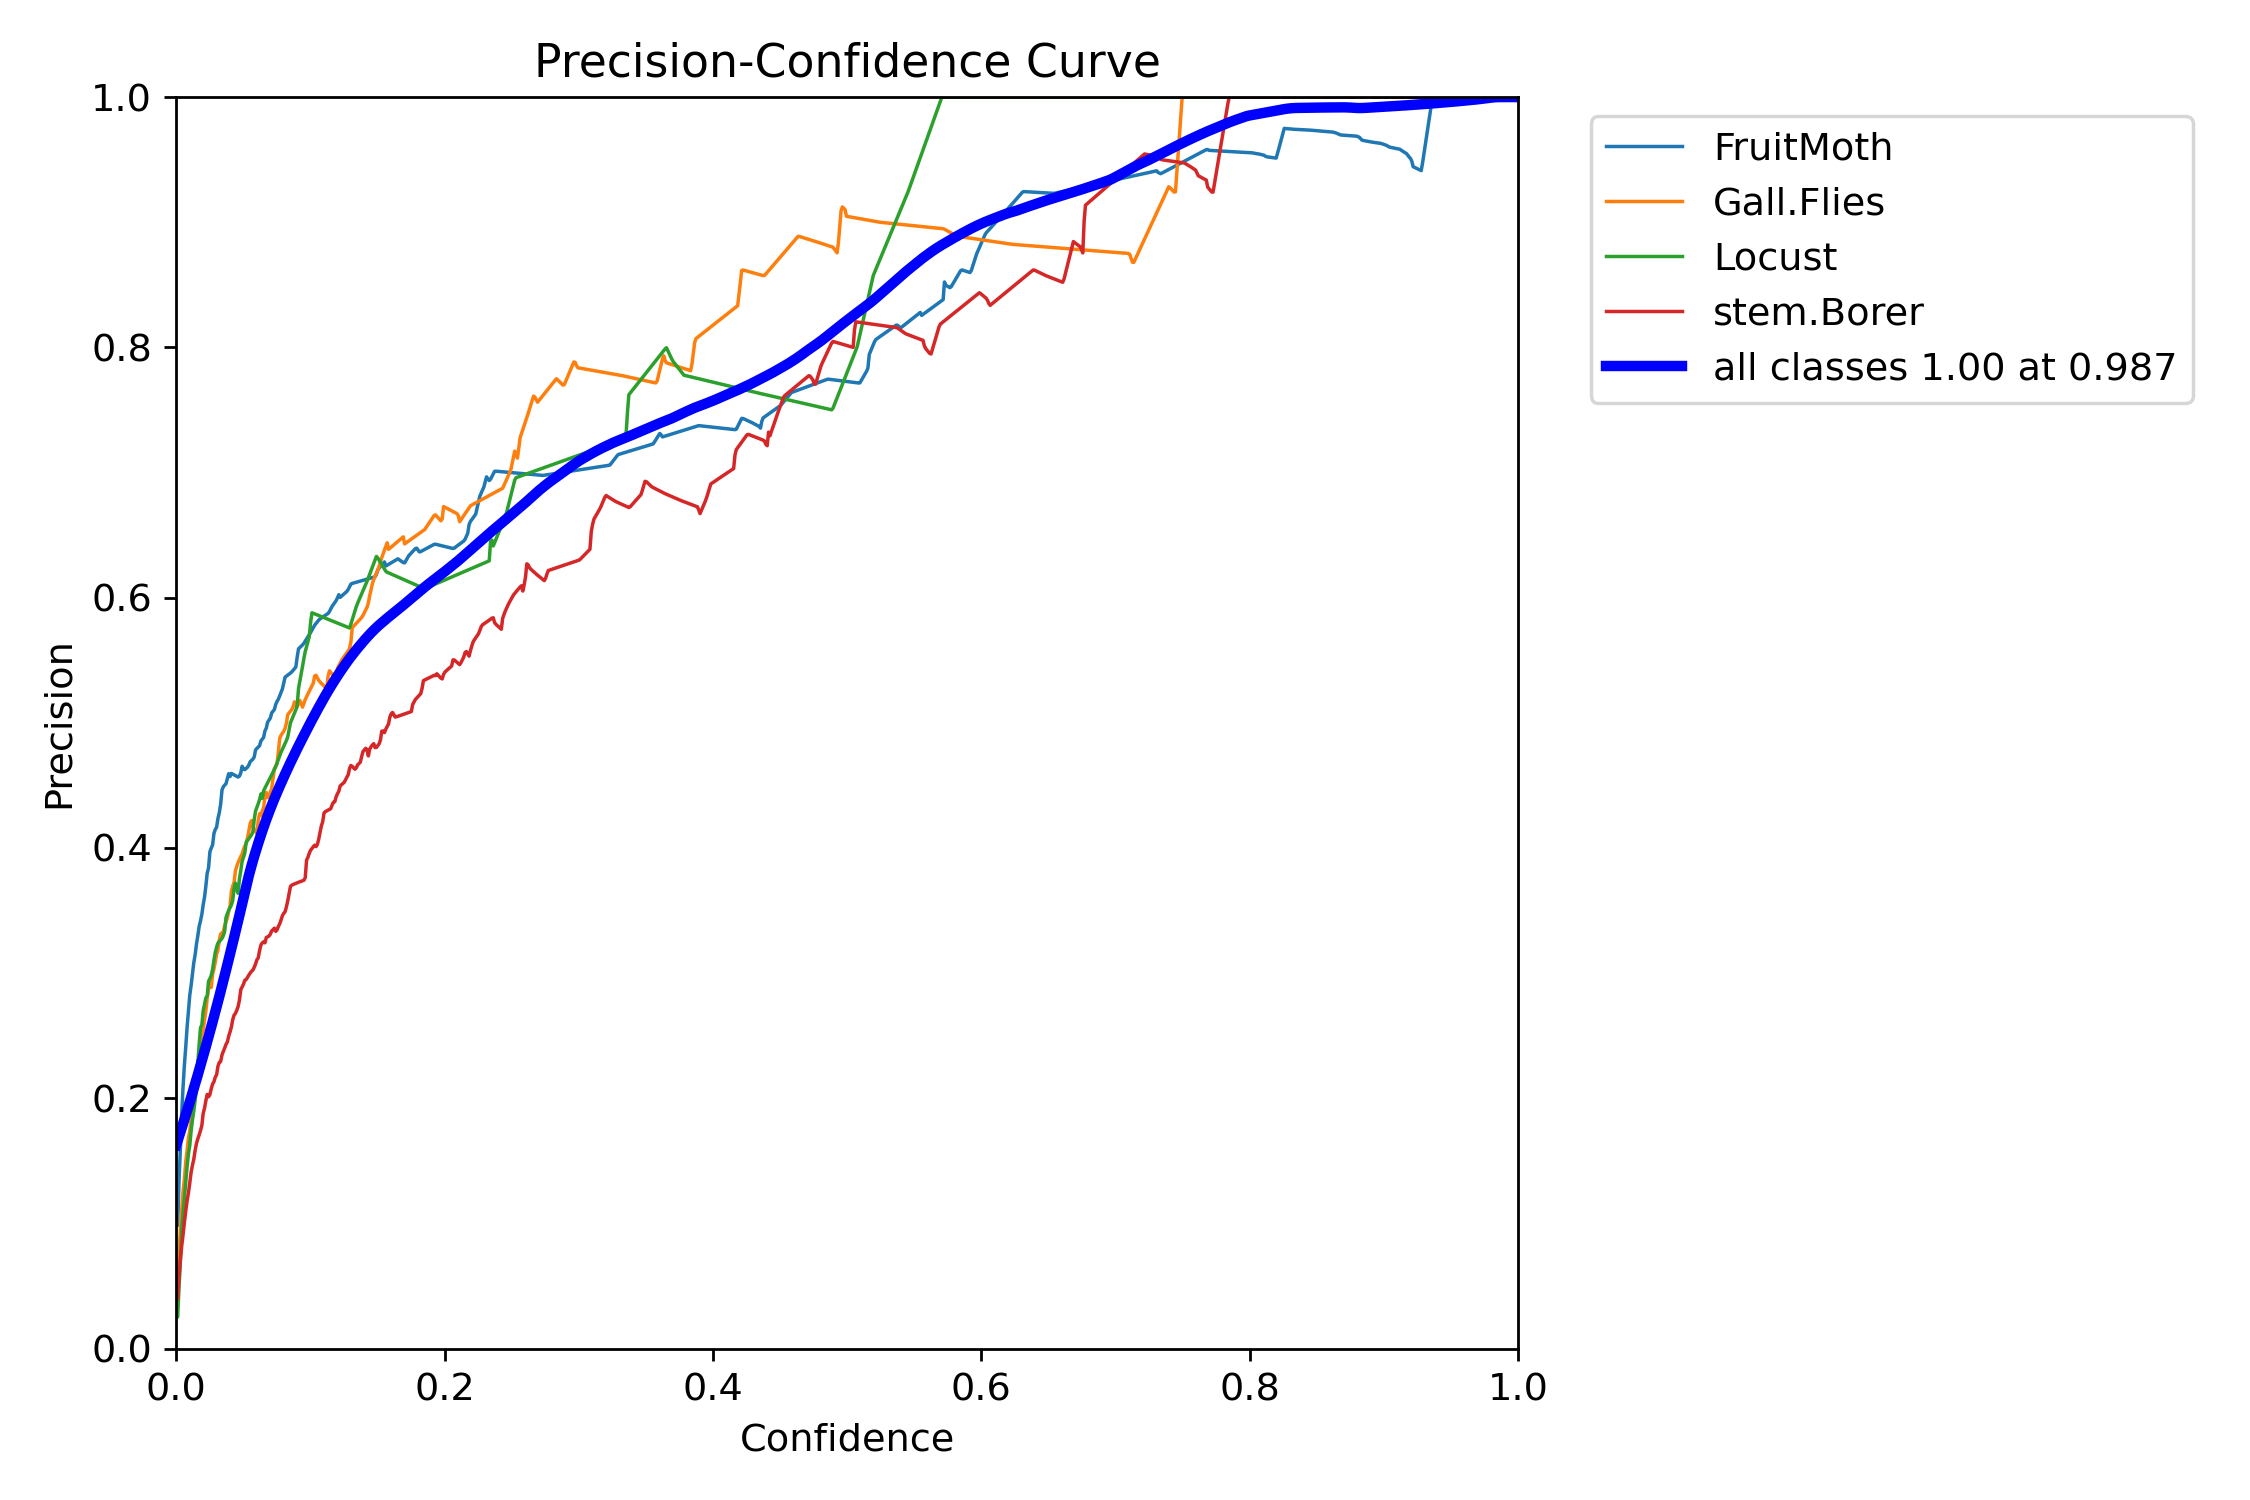 Precision-Confidence Curve
1.0
0.8
0.6
0.4
0.2
0.0
Precision
0.0 0.2 0.4 0.6 0.8 1.0
Confidence
FruitMoth
Gall.Flies
Locust
stem.Borer
all classes 1.00 at 0.987